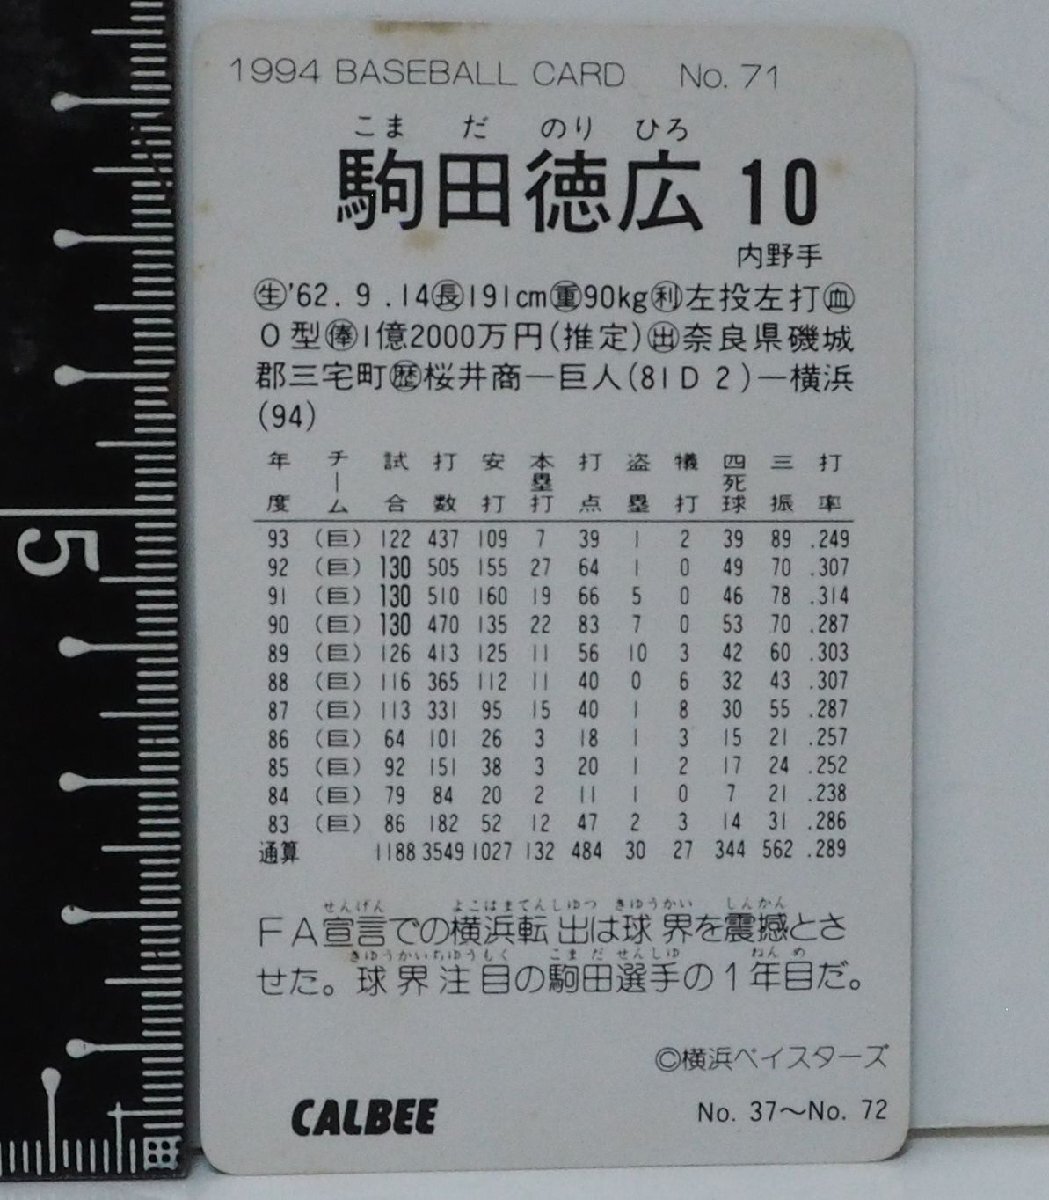 1994 BASEBALL CARD No. 71
こま だ のり ひろ
駒田徳広 10
内野手
㊤'62.9.14㊑191cm㊮90kg㊒左投左打㊋
O型㊬1億2000万円(推定)㊟奈良県磯城
郡三宅町㊭桜井商―巨人(81D2)―横浜
(94)
年度 チーム 試合 打数 安打 本塁打 打点 盗塁 犠打 四死球 三振 打率
93 (巨) 122 437 109 7 39 1 2 39 89 .249
92 (巨) 130 505 155 27 64 1 0 49 70 .307
91 (巨) 130 510 160 19 66 5 0 46 78 .314
90 (巨) 130 470 135 22 83 7 0 53 70 .287
89 (巨) 126 413 125 11 56 10 3 42 60 .303
88 (巨) 116 365 112 11 40 0 6 32 43 .307
87 (巨) 113 331 95 15 40 1 8 30 55 .287
86 (巨) 64 101 26 3 18 1 3 15 21 .257
85 (巨) 92 151 38 3 20 1 2 17 24 .252
84 (巨) 79 84 20 2 11 1 0 7 21 .238
83 (巨) 86 182 52 12 47 2 3 14 31 .286
通算 1188 3549 1027 132 484 30 27 344 562 .289
せんげん よこはまてんしゆつ きゆうかい しんかん
FA宣言での横浜転出は球界を震撼とさ
きゆうかいちゆうもく こまだせんしゆ ねんめ
せた。球界注目の駒田選手の1年目だ。
©横浜ベイスターズ
CALBEE No. 37〜No. 72
5